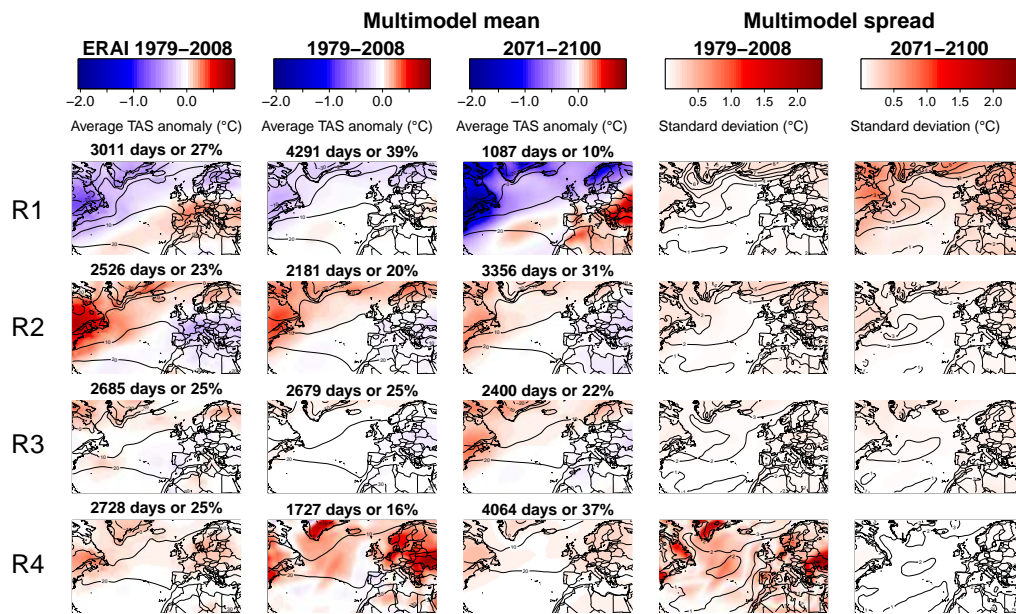 Multimodel mean Multimodel spread
ERAI 1979–2008 1979–2008 2071–2100 1979–2008 2071–2100
−2.0 −1.0 0.0 −2.0 −1.0 0.0 −2.0 −1.0 0.0 0.5 1.0 1.5 2.0 0.5 1.0 1.5 2.0
Average TAS anomaly (°C) Average TAS anomaly (°C) Average TAS anomaly (°C) Standard deviation (°C) Standard deviation (°C)
3011 days or 27% 4291 days or 39% 1087 days or 10%
R1
2526 days or 23% 2181 days or 20% 3356 days or 31%
R2
2685 days or 25% 2679 days or 25% 2400 days or 22%
R3
2728 days or 25% 1727 days or 16% 4064 days or 37%
R4